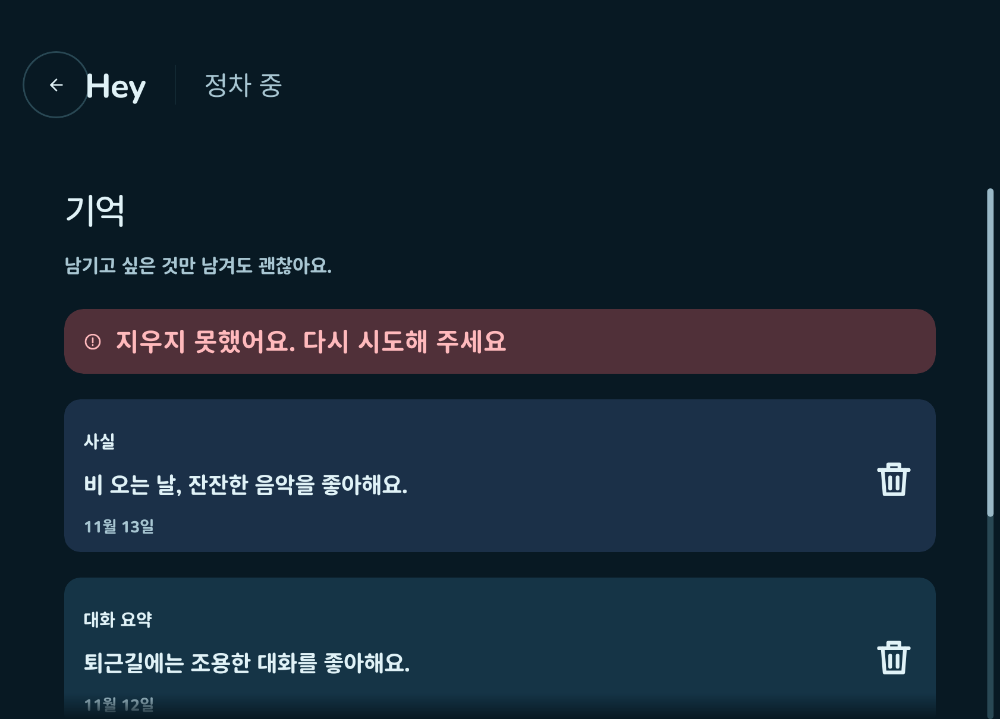 Hey
정차 중
기억
남기고 싶은 것만 남겨도 괜찮아요.
지우지 못했어요. 다시 시도해 주세요
사실
비 오는 날, 잔잔한 음악을 좋아해요.
11월 13일
대화 요약
퇴근길에는 조용한 대화를 좋아해요.
11월 12일